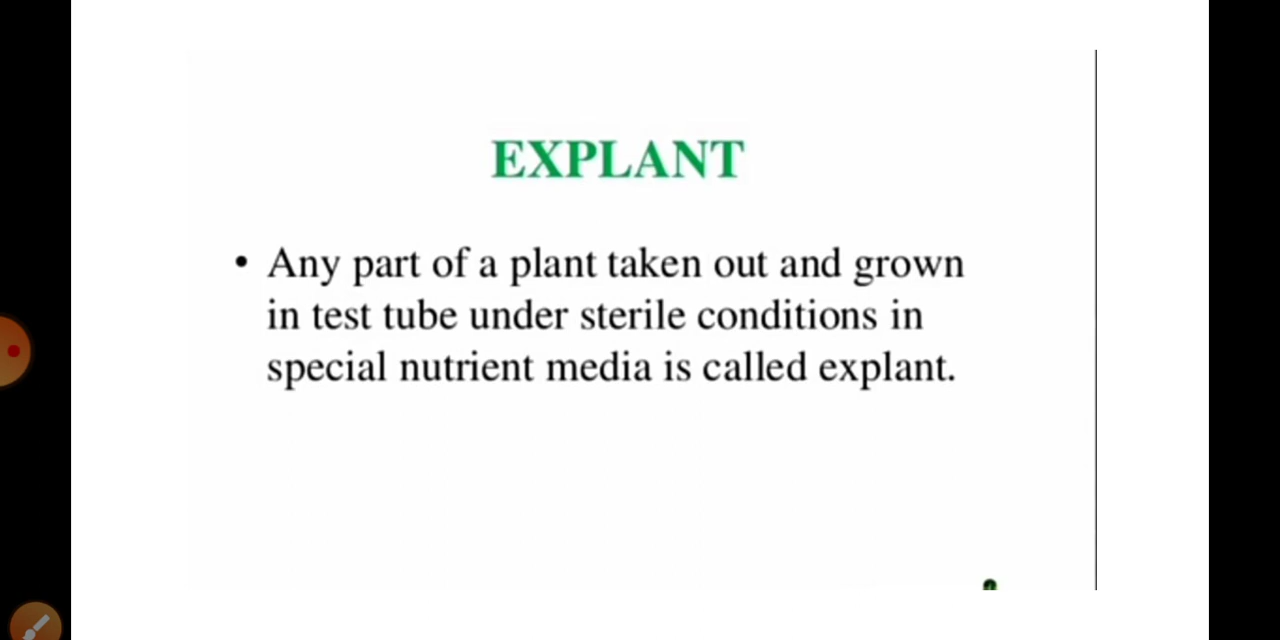 EXPLANT
• Any part of a plant taken out and grown
in test tube under sterile conditions in
special nutrient media is called explant.